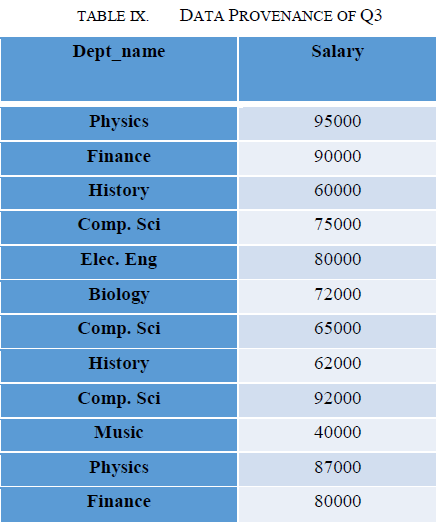 TABLE IX. DATA PROVENANCE OF Q3
Dept_name Salary
Physics 95000
Finance 90000
History 60000
Comp. Sci 75000
Elec. Eng 80000
Biology 72000
Comp. Sci 65000
History 62000
Comp. Sci 92000
Music 40000
Physics 87000
Finance 80000